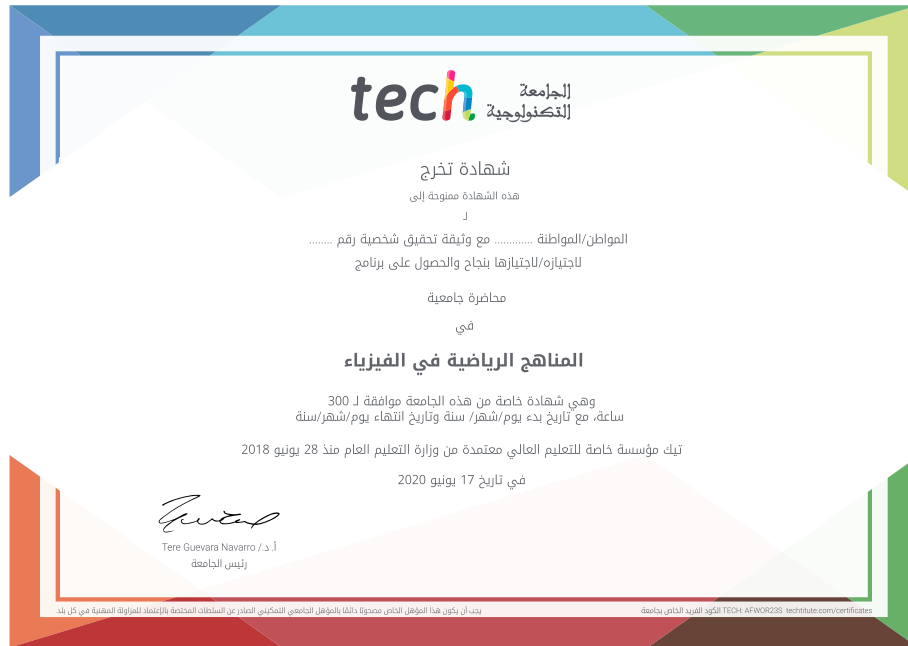 tech الجامعة
التكنولوجية
شهادة تخرج
هذه الشهادة ممنوحة إلى
لـ
المواطن/المواطنة ............. مع وثيقة تحقيق شخصية رقم ........
لاجتيازه/لاجتيازها بنجاح والحصول على برنامج
محاضرة جامعية
في
المناهج الرياضية في الفيزياء
وهي شهادة خاصة من هذه الجامعة موافقة لـ 300
ساعة، مع تاريخ بدء يوم/شهر/ سنة وتاريخ انتهاء يوم/شهر/سنة
تيك مؤسسة خاصة للتعليم العالي معتمدة من وزارة التعليم العام منذ 28 يونيو 2018
في تاريخ 17 يونيو 2020
أ. د./ Tere Guevara Navarro
رئيس الجامعة
الكود الفريد الخاص بجامعة TECH: AFWOR23S techtitute.com/certificates
يجب أن يكون هذا المؤهل الخاص مصحوبًا دائمًا بالمؤهل الجامعي التمكيني الصادر عن السلطات المختصة بالإعتماد للمزاولة المهنية في كل بلد.